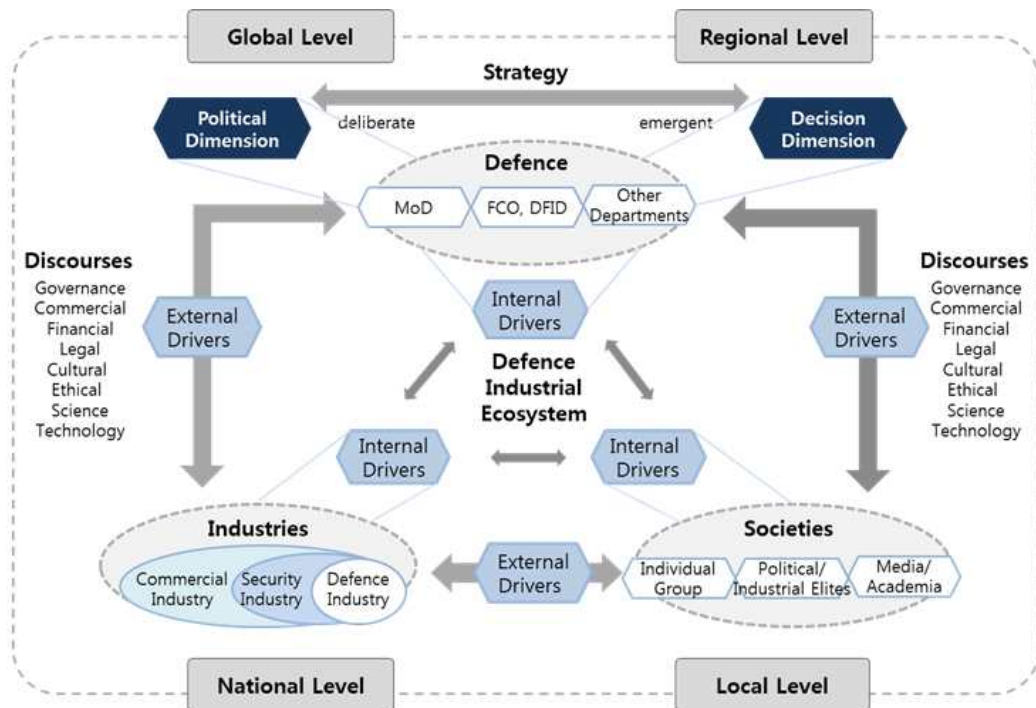 Global Level
Regional Level
Strategy
Political
Dimension
deliberate
emergent
Decision
Dimension
Defence
MoD
FCO, DFID
Other
Departments
Discourses
Governance
Commercial
Financial
Legal
Cultural
Ethical
Science
Technology
External
Drivers
Internal
Drivers
External
Drivers
Discourses
Governance
Commercial
Financial
Legal
Cultural
Ethical
Science
Technology
Defence
Industrial
Ecosystem
Internal
Drivers
Internal
Drivers
Industries
Commercial
Industry
Security
Industry
Defence
Industry
External
Drivers
Societies
Individual
Group
Political/
Industrial Elites
Media/
Academia
National Level
Local Level